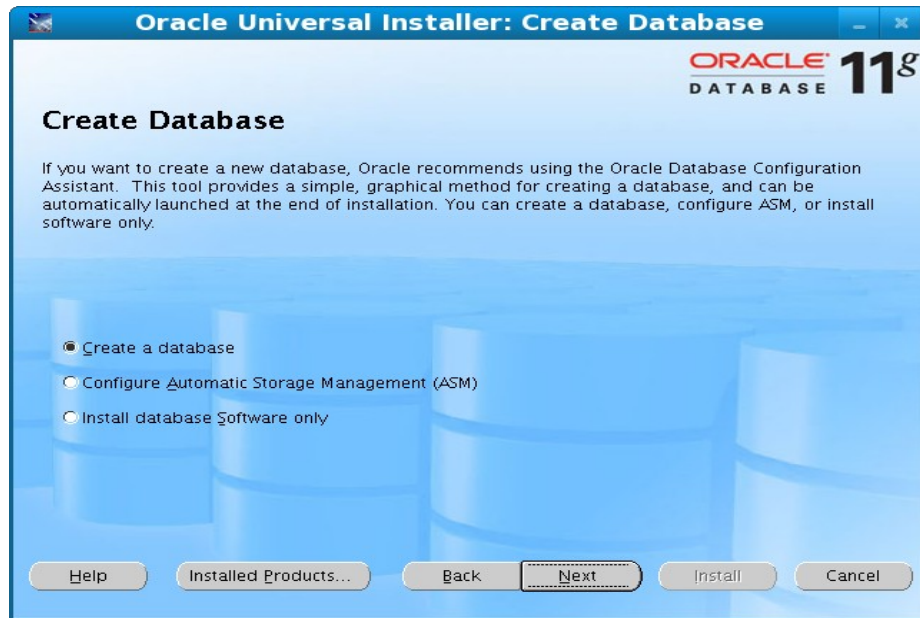 Oracle Universal Installer: Create Database
ORACLE
DATABASE 11g
Create Database
If you want to create a new database, Oracle recommends using the Oracle Database Configuration
Assistant. This tool provides a simple, graphical method for creating a database, and can be
automatically launched at the end of installation. You can create a database, configure ASM, or install
software only.
Create a database
Configure Automatic Storage Management (ASM)
Install database Software only
Help Installed Products... Back Next Install Cancel